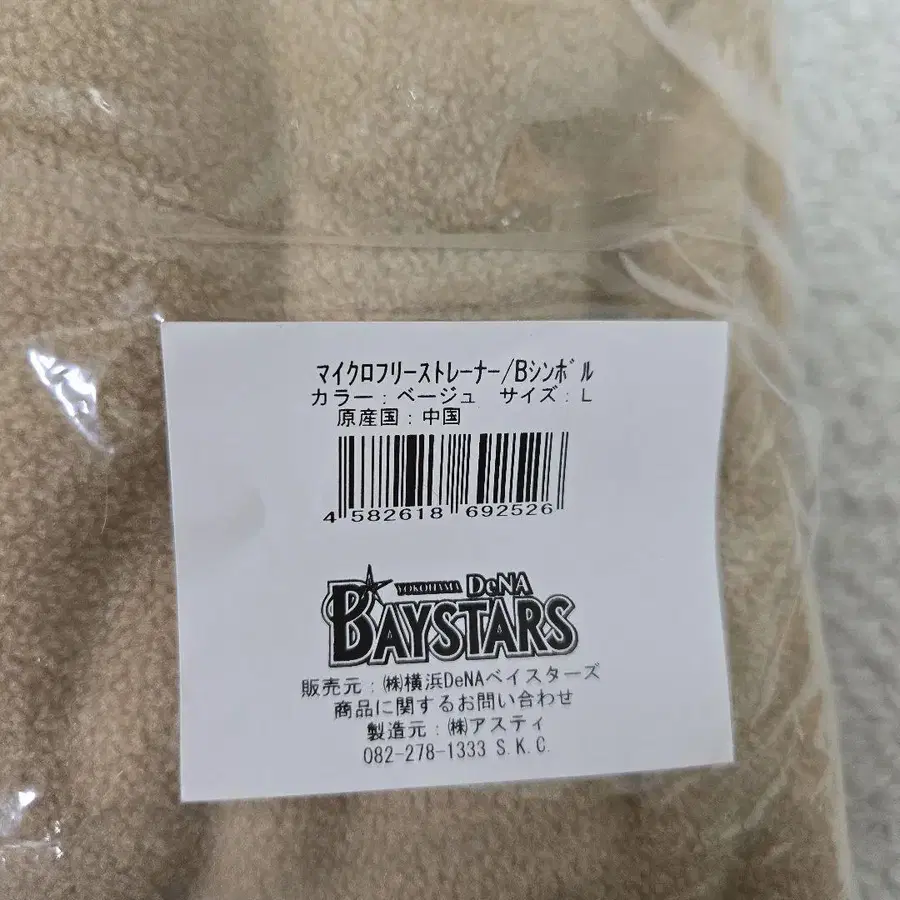 マイクロフリーストレーナー/Bシンボル
カラー：ベージュ　サイズ：L
原産国：中国
4 582618 692526
YOKOHAMA DeNA
BAYSTARS
販売元：㈱横浜DeNAベイスターズ
商品に関するお問い合わせ
製造元：㈱アスティ
082-278-1333 S.K.C.